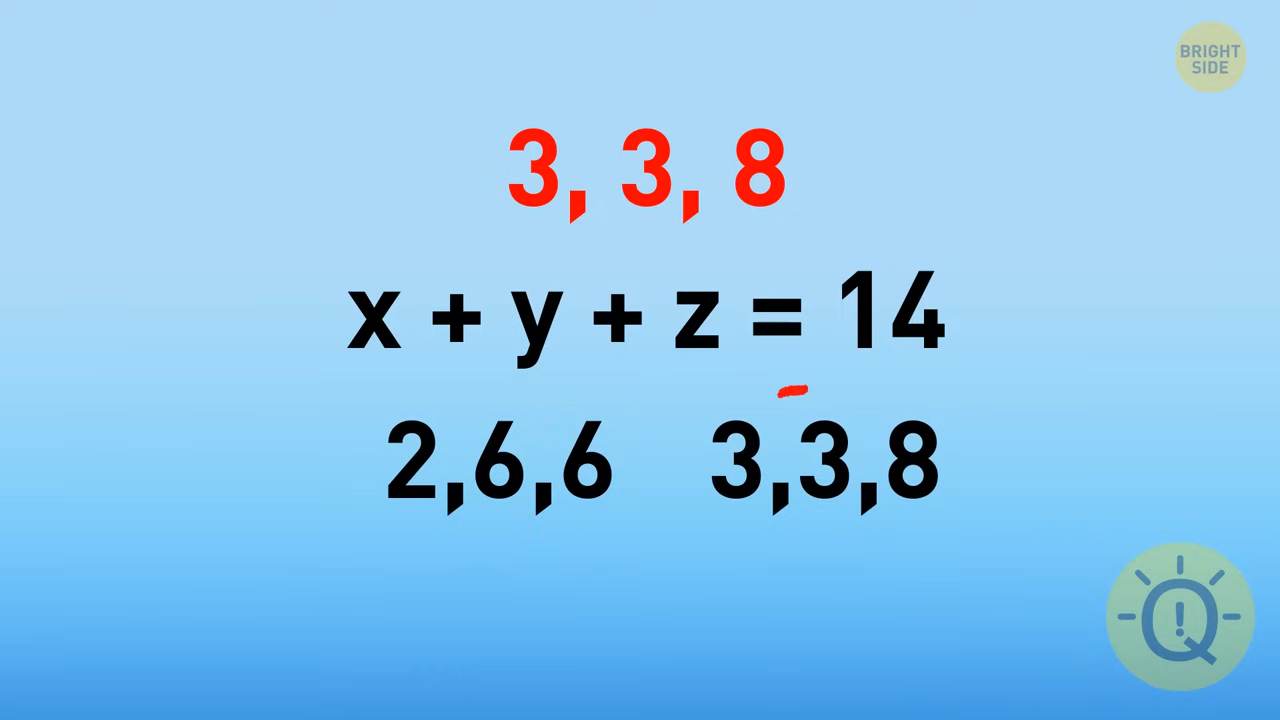 BRIGHT
SIDE
3, 3, 8
x + y + z = 14
2,6,6 3,3,8
Q!